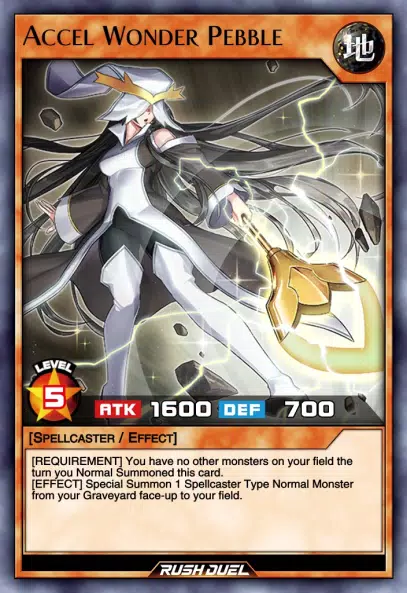 ACCEL WONDER PEBBLE
地
LEVEL
5
ATK 1600 DEF 700
[SPELLCASTER / EFFECT]
[REQUIREMENT] You have no other monsters on your field the
turn you Normal Summoned this card.
[EFFECT] Special Summon 1 Spellcaster Type Normal Monster
from your Graveyard face-up to your field.
RUSH DUEL